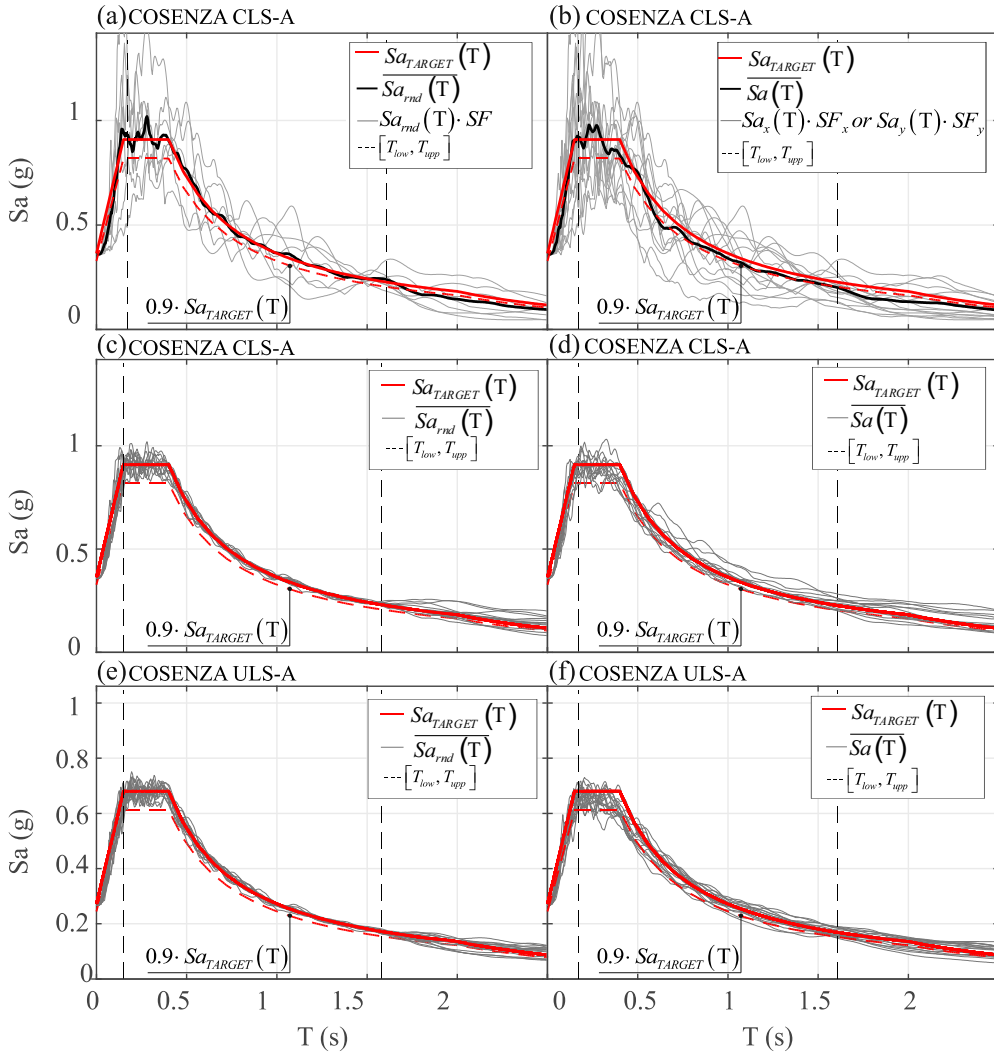 (a) COSENZA CLS-A
Sa_TARGET (T)
Sa_rnd (T)
Sa_rnd (T) · SF
[T_low, T_upp]
1
0.5
0
Sa (g)
0.9 · Sa_TARGET (T)
(b) COSENZA CLS-A
Sa_TARGET (T)
Sa (T)
Sa_x (T) · SF_x or Sa_y (T) · SF_y
[T_low, T_upp]
0.9 · Sa_TARGET (T)
(c) COSENZA CLS-A
Sa_TARGET (T)
Sa_rnd (T)
[T_low, T_upp]
1
0.5
0
Sa (g)
0.9 · Sa_TARGET (T)
(d) COSENZA CLS-A
Sa_TARGET (T)
Sa (T)
[T_low, T_upp]
0.9 · Sa_TARGET (T)
(e) COSENZA ULS-A
Sa_TARGET (T)
Sa_rnd (T)
[T_low, T_upp]
1
0.8
0.6
0.4
0.2
0
Sa (g)
0.9 · Sa_TARGET (T)
0 0.5 1 1.5 2
T (s)
(f) COSENZA ULS-A
Sa_TARGET (T)
Sa (T)
[T_low, T_upp]
0.9 · Sa_TARGET (T)
0 0.5 1 1.5 2
T (s)